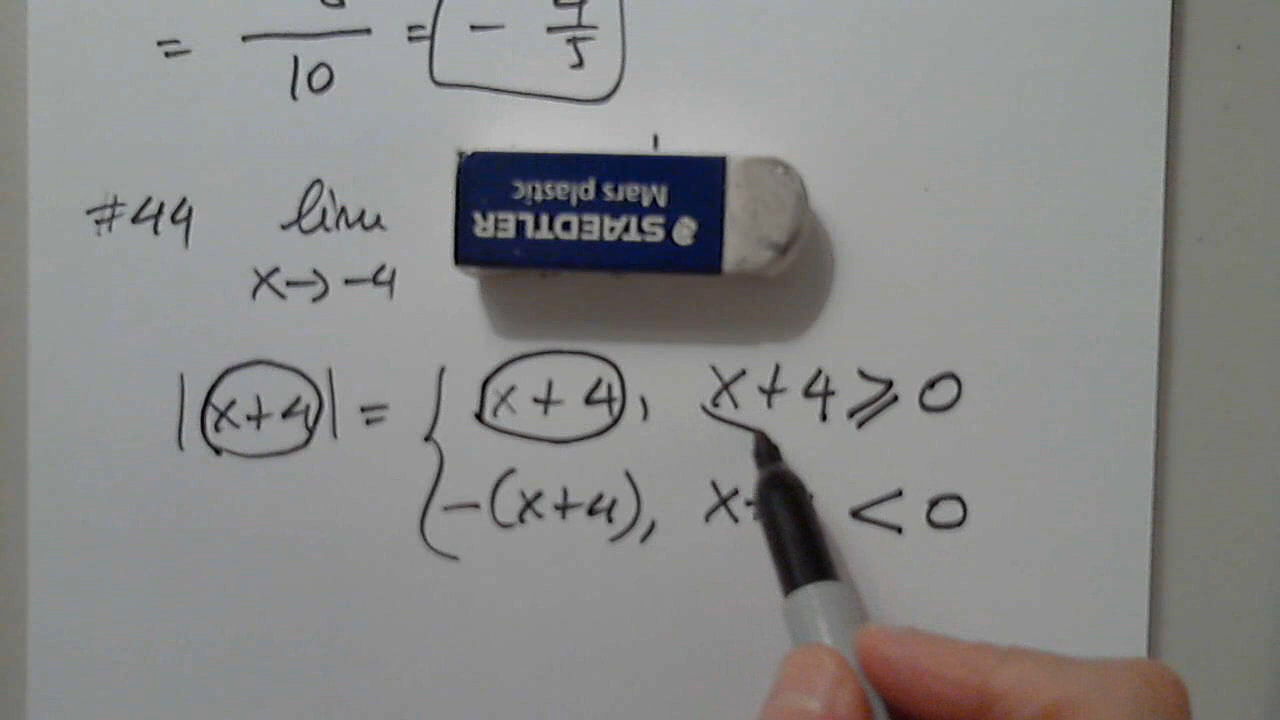 = 10 = - 4/5
#44 lim
x→-4
STAEDTLER
Mars plastic
|x+4| = { x+4, x+4 ⩾ 0
-(x+4), x+ < 0